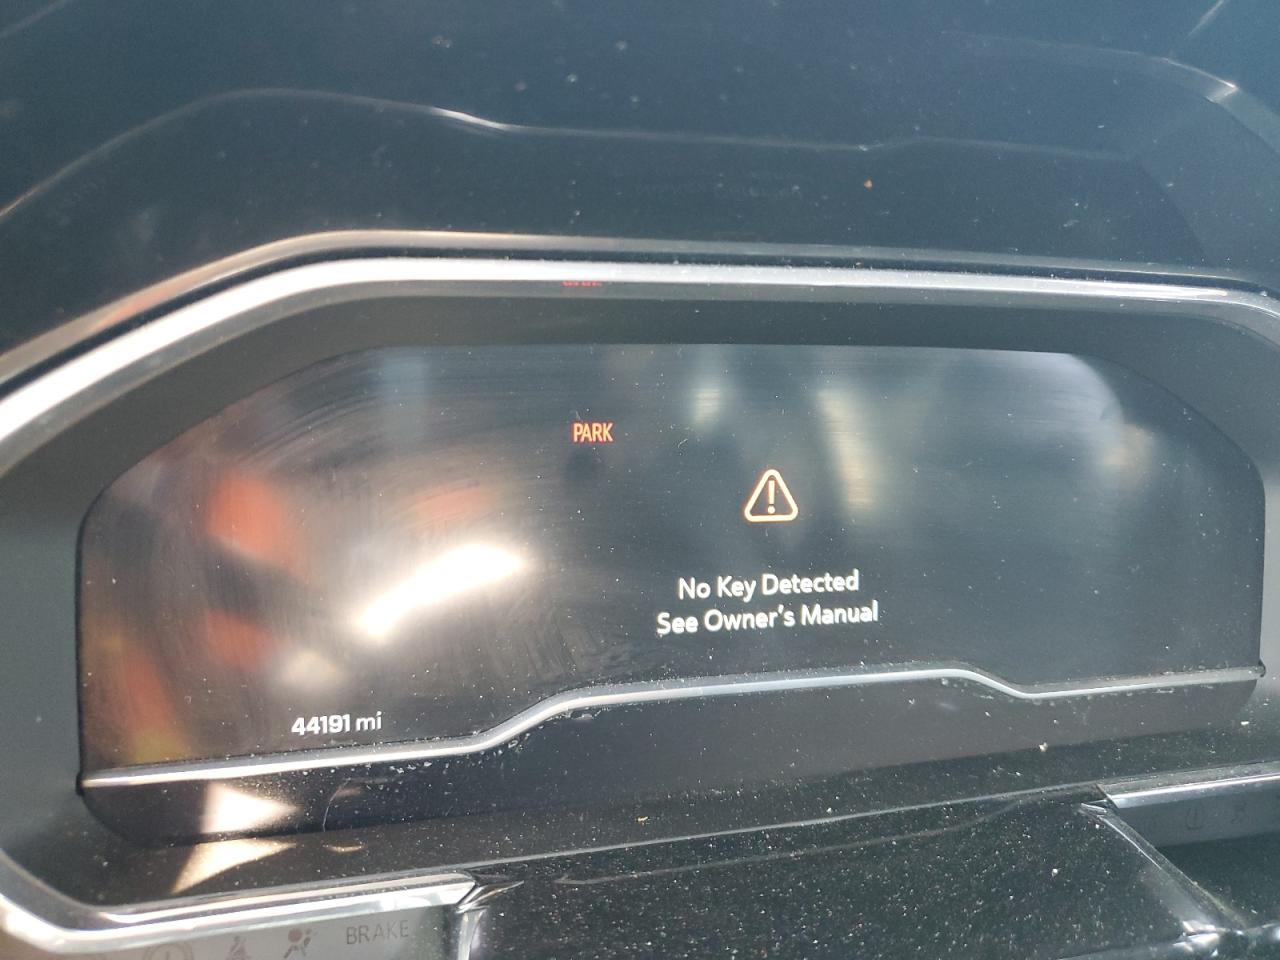 PARK
No Key Detected
See Owner's Manual
44191 mi
BRAKE